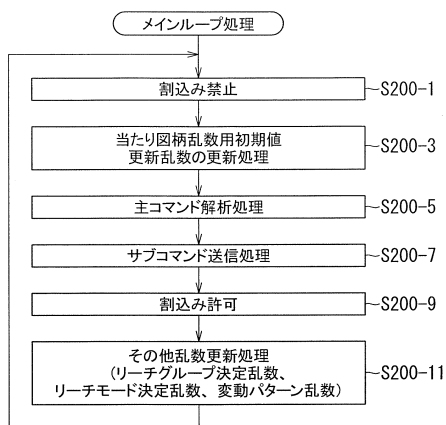 メインループ処理
割込み禁止
S200-1
当たり図柄乱数用初期値
更新乱数の更新処理
S200-3
主コマンド解析処理
S200-5
サブコマンド送信処理
S200-7
割込み許可
S200-9
その他乱数更新処理
(リーチグループ決定乱数、
リーチモード決定乱数、変動パターン乱数)
S200-11